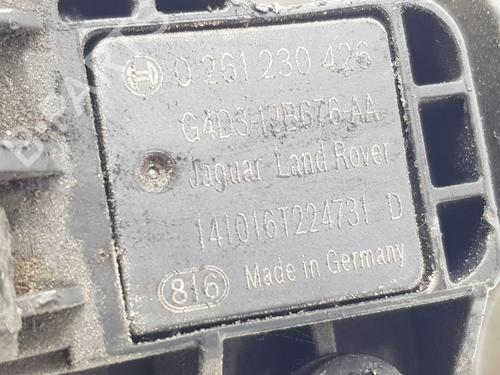 0 261 230 426
G4D3-12B676-AA
Jaguar Land Rover
141016T224731 D
816 Made in Germany